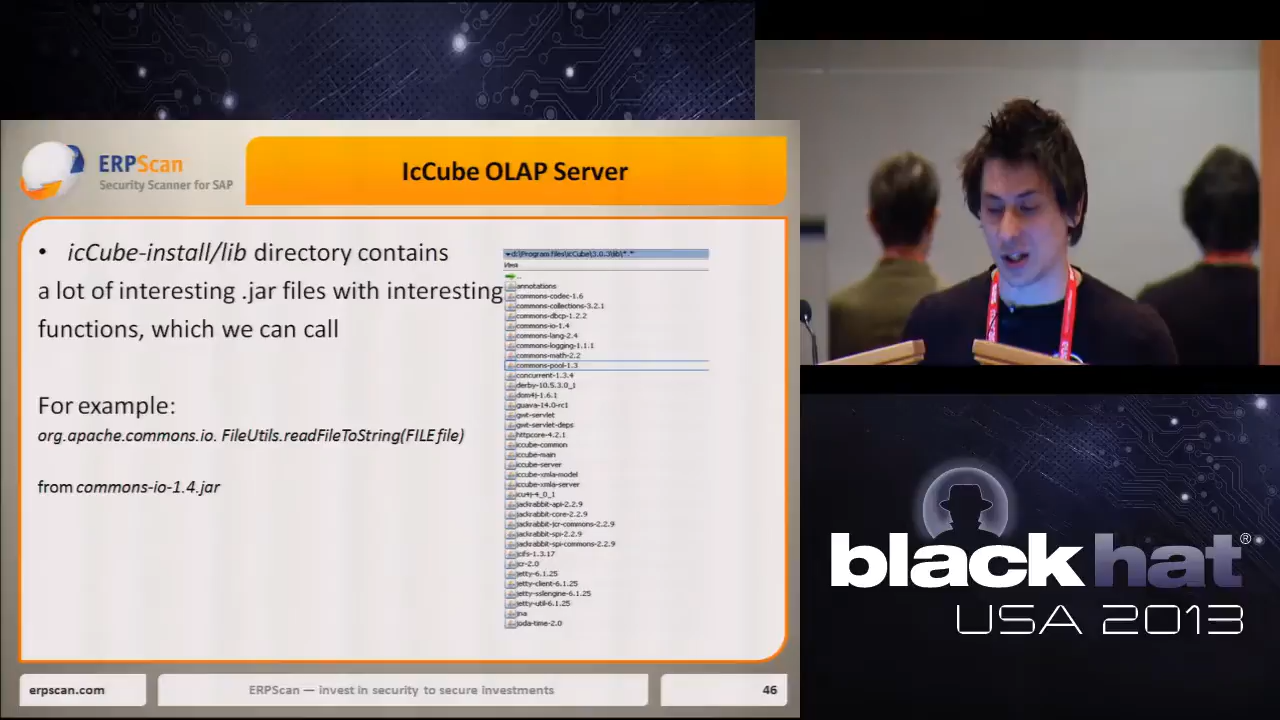 ERPScan
Security Scanner for SAP
IcCube OLAP Server
• icCube-install/lib directory contains
a lot of interesting .jar files with interesting
functions, which we can call
For example:
org.apache.commons.io. FileUtils.readFileToString(FILE file)
from commons-io-1.4.jar
d:\Program files\icCube\3.0.3\lib\*.*
..
annotations
commons-codec-1.6
commons-collections-3.2.1
commons-dbcp-1.2.2
commons-io-1.4
commons-lang-2.4
commons-logging-1.1.1
commons-math-2.2
commons-pool-1.3
concurrent-1.3.4
derby-10.5.3.0_1
dom4j-1.6.1
guava-14.0-rc1
gwt-servlet
gwt-servlet-deps
httpcore-4.2.1
iccube-common
iccube-main
iccube-server
iccube-xmla-model
iccube-xmla-server
icu4j-4_0_1
jackrabbit-api-2.2.9
jackrabbit-core-2.2.9
jackrabbit-jcr-commons-2.2.9
jackrabbit-spi-2.2.9
jackrabbit-spi-commons-2.2.9
jcifs-1.3.17
jcr-2.0
jetty-6.1.25
jetty-client-6.1.25
jetty-sslengine-6.1.25
jetty-util-6.1.25
jna
joda-time-2.0
erpscan.com
ERPScan — invest in security to secure investments
46
black hat®
USA 2013